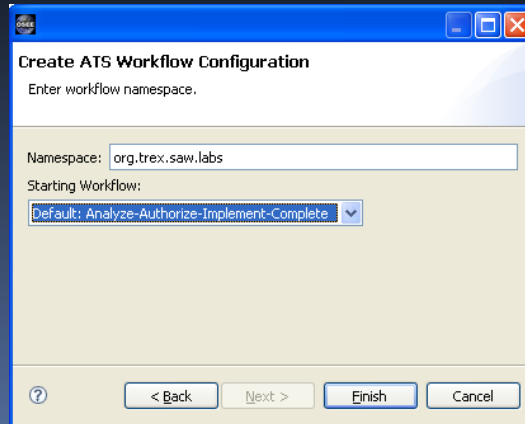 OSEE
Create ATS Workflow Configuration
Enter workflow namespace.
Namespace: org.trex.saw.labs
Starting Workflow:
Default: Analyze-Authorize-Implement-Complete
? < Back Next > Finish Cancel